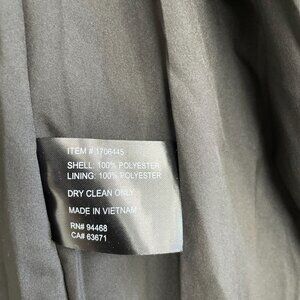 ITEM # 1706445
SHELL: 100% POLYESTER
LINING: 100% POLYESTER
DRY CLEAN ONLY
MADE IN VIETNAM
RN# 94468
CA# 63671